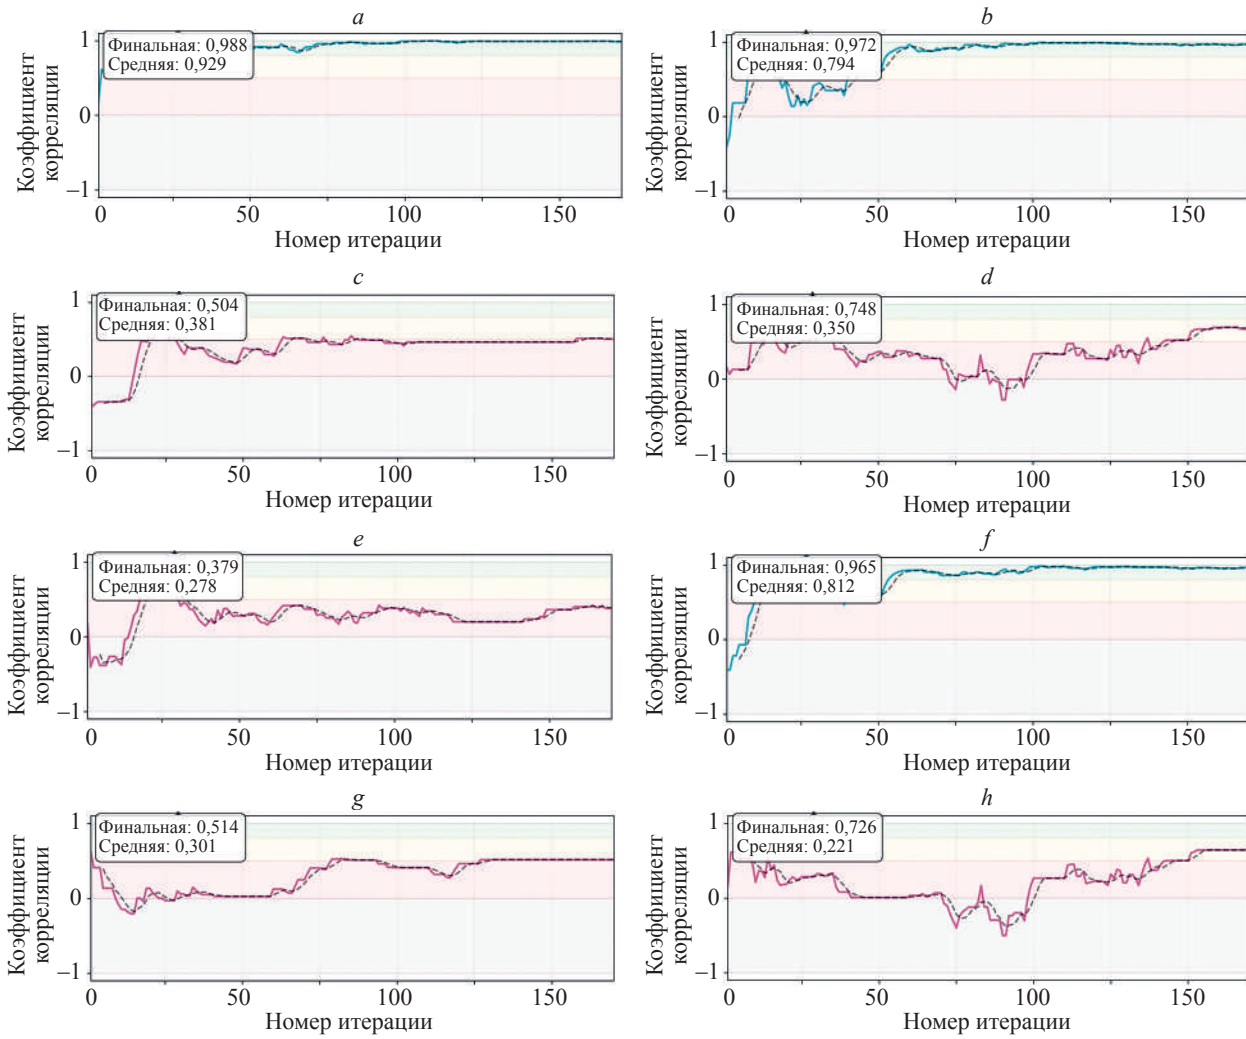 a
Финальная: 0,988
Средняя: 0,929
Коэффициент
корреляции
1
0
–1
0
50
100
150
Номер итерации
b
Финальная: 0,972
Средняя: 0,794
Коэффициент
корреляции
1
0
–1
0
50
100
150
Номер итерации
c
Финальная: 0,504
Средняя: 0,381
Коэффициент
корреляции
1
0
–1
0
50
100
150
Номер итерации
d
Финальная: 0,748
Средняя: 0,350
Коэффициент
корреляции
1
0
–1
0
50
100
150
Номер итерации
e
Финальная: 0,379
Средняя: 0,278
Коэффициент
корреляции
1
0
–1
0
50
100
150
Номер итерации
f
Финальная: 0,965
Средняя: 0,812
Коэффициент
корреляции
1
0
–1
0
50
100
150
Номер итерации
g
Финальная: 0,514
Средняя: 0,301
Коэффициент
корреляции
1
0
–1
0
50
100
150
Номер итерации
h
Финальная: 0,726
Средняя: 0,221
Коэффициент
корреляции
1
0
–1
0
50
100
150
Номер итерации